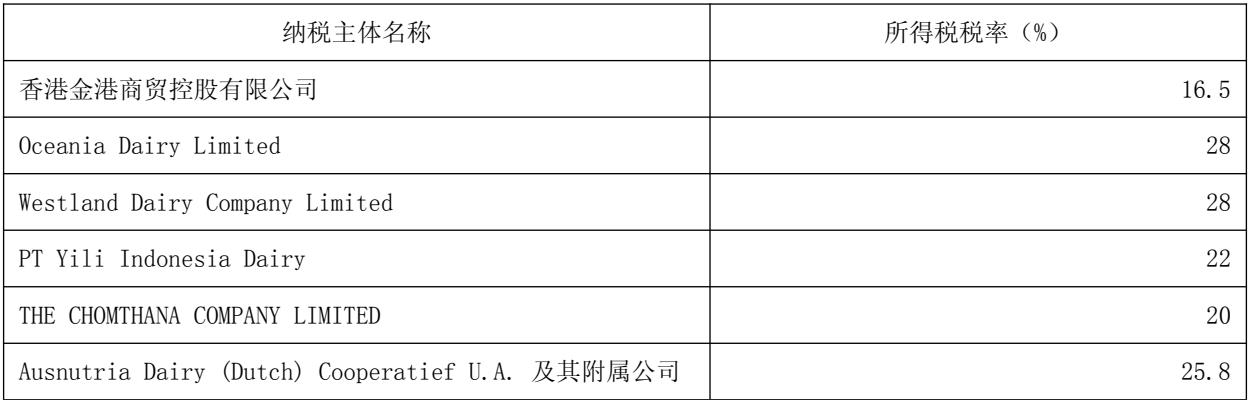 纳税主体名称 所得税税率（%）
香港金港商贸控股有限公司 16.5
Oceania Dairy Limited 28
Westland Dairy Company Limited 28
PT Yili Indonesia Dairy 22
THE CHOMTHANA COMPANY LIMITED 20
Ausnutria Dairy (Dutch) Cooperatief U.A. 及其附属公司 25.8